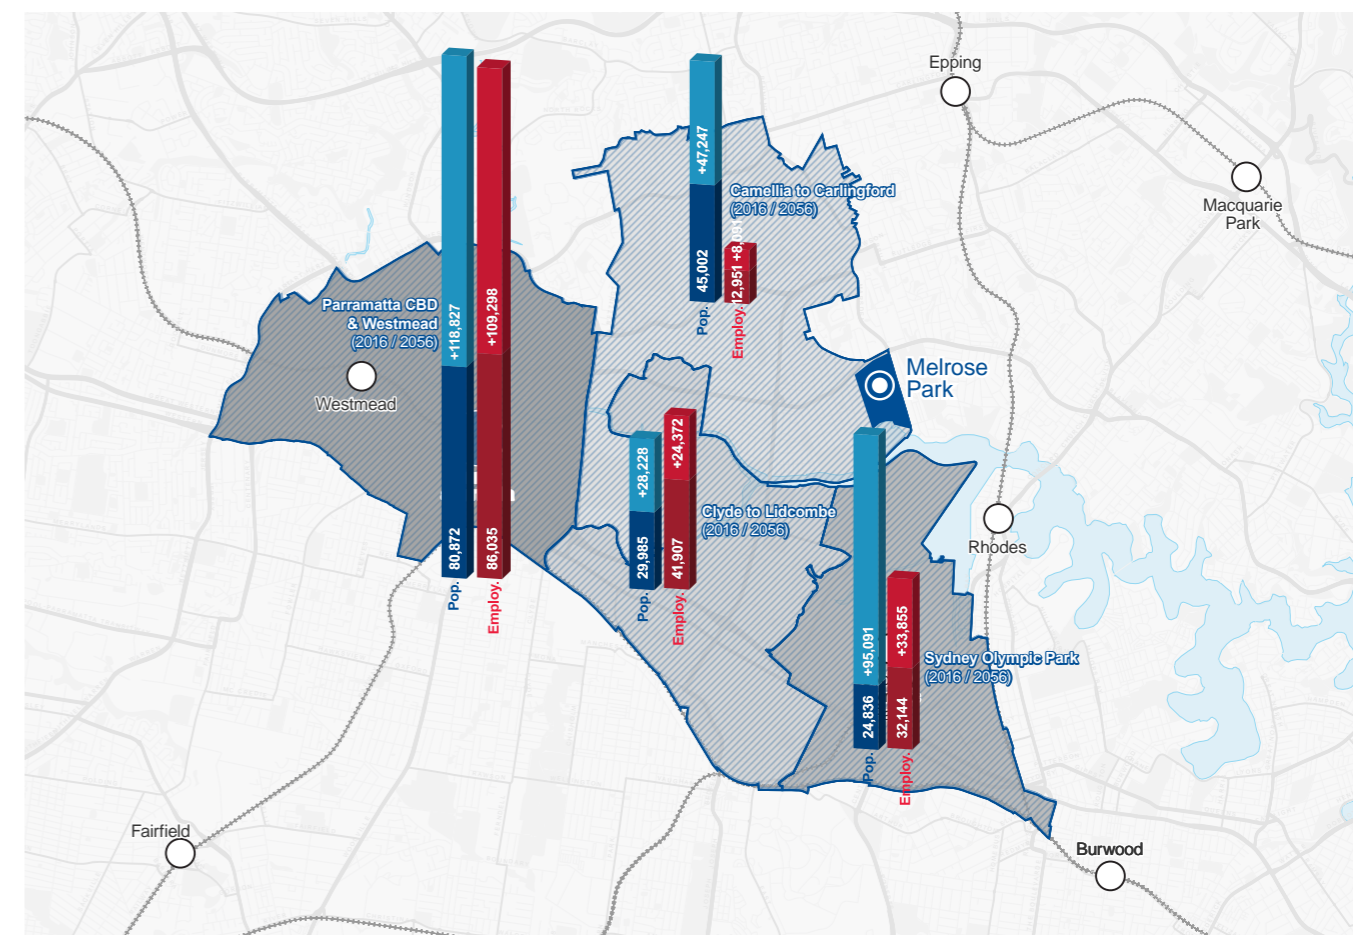 Epping
Macquarie
Park
+47,247
45,002
Pop.
12,951
Employ.
Camellia to Carlingford
(2016 / 2056)
Parramatta CBD
& Westmead
(2016 / 2056)
+118,827
80,872
Pop.
+109,298
86,035
Employ.
Westmead
Melrose
Park
+28,228
29,985
Pop.
+24,372
41,907
Employ.
Clyde to Lidcombe
(2016 / 2056)
Rhodes
+95,091
24,836
Pop.
+33,855
32,144
Employ.
Sydney Olympic Park
(2016 / 2056)
Fairfield
Burwood